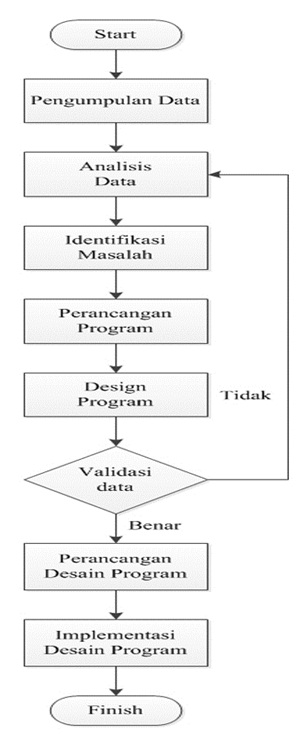 Start
Pengumpulan Data
Analisis
Data
Identifikasi
Masalah
Perancangan
Program
Design
Program
Tidak
Validasi
data
Benar
Perancangan
Desain Program
Implementasi
Desain Program
Finish